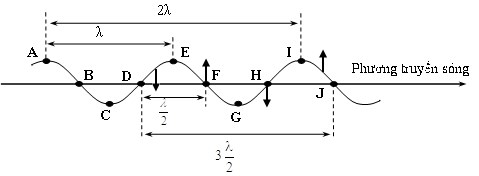 2λ
λ
A E I
Phương truyền sóng
B D F H J
C λ/2 G
3 λ/2